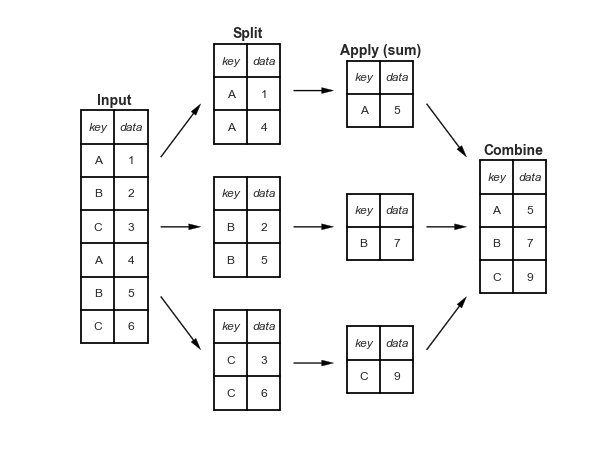 Input
key data
A 1
B 2
C 3
A 4
B 5
C 6
Split
key data
A 1
A 4
key data
B 2
B 5
key data
C 3
C 6
Apply (sum)
key data
A 5
key data
B 7
key data
C 9
Combine
key data
A 5
B 7
C 9